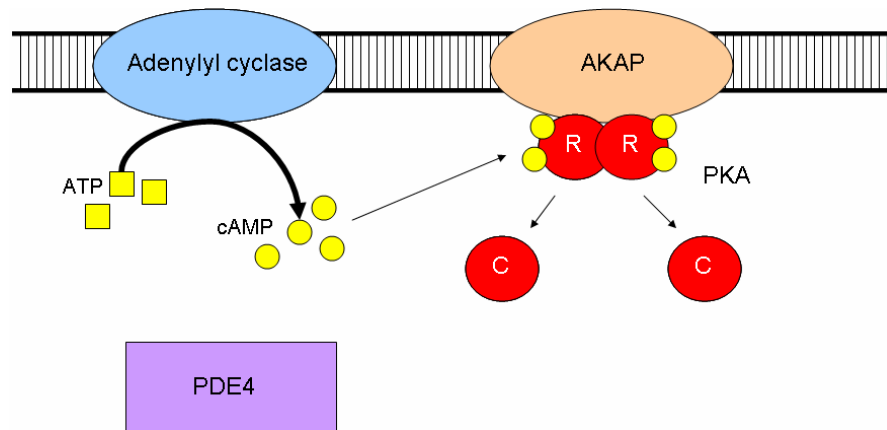 Adenylyl cyclase
AKAP
R
R
PKA
ATP
cAMP
C
C
PDE4